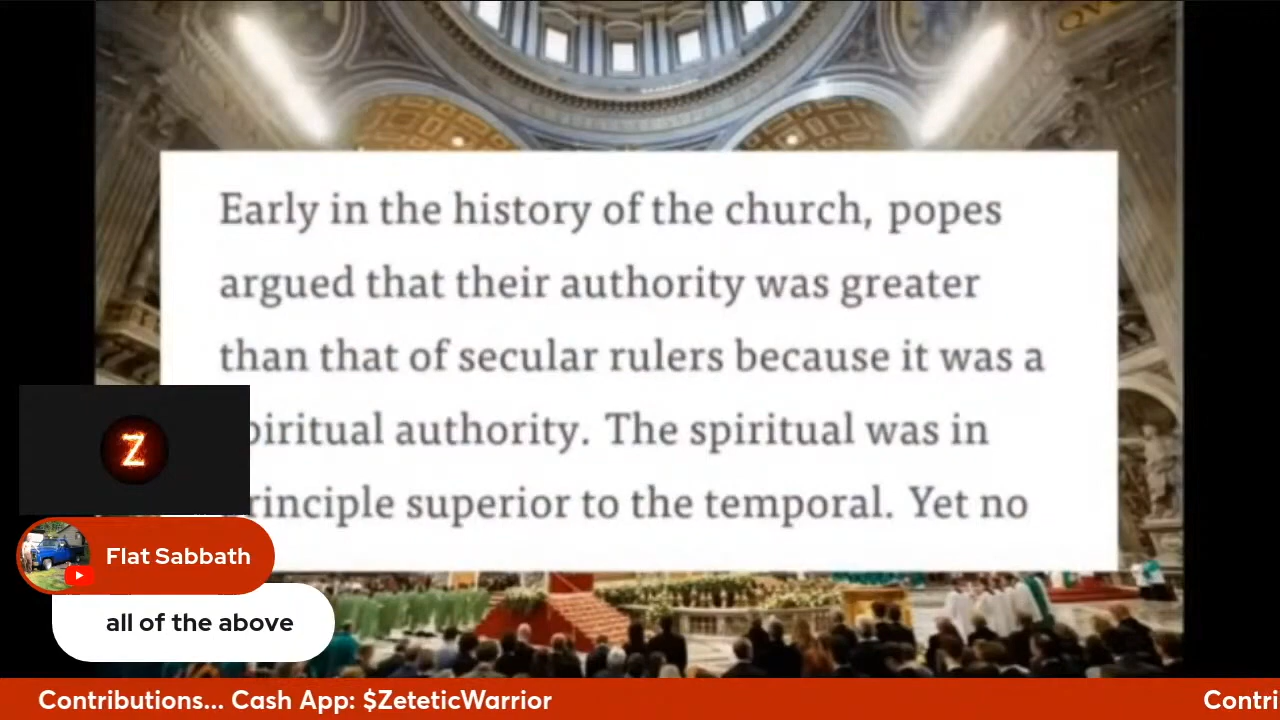 QVO
Early in the history of the church, popes
argued that their authority was greater
than that of secular rulers because it was a
piritual authority. The spiritual was in
rinciple superior to the temporal. Yet no
Z
Flat Sabbath
all of the above
Contributions... Cash App: $ZeteticWarrior
Contri